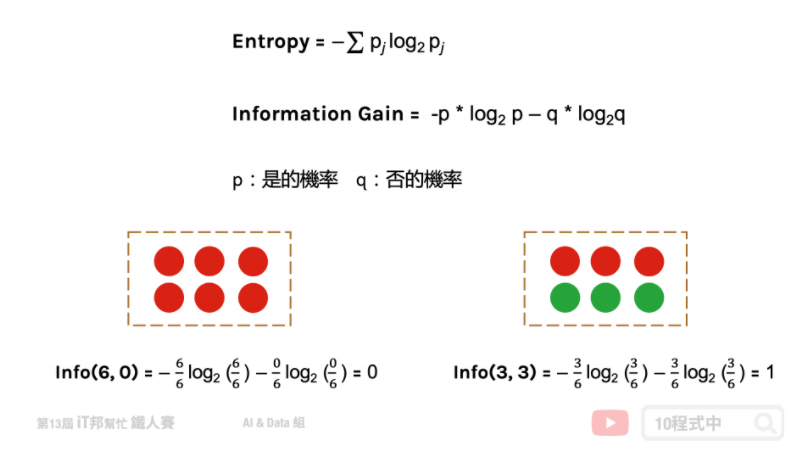 Entropy = −∑ pⱼ log₂ pⱼ
Information Gain = -p * log₂ p – q * log₂q
p：是的機率 q：否的機率
Info(6, 0) = − 6/6 log₂ (6/6) − 0/6 log₂ (0/6) = 0
Info(3, 3) = − 3/6 log₂ (3/6) − 3/6 log₂ (3/6) = 1
第13屆 iT邦幫忙 鐵人賽
AI & Data 組
10程式中